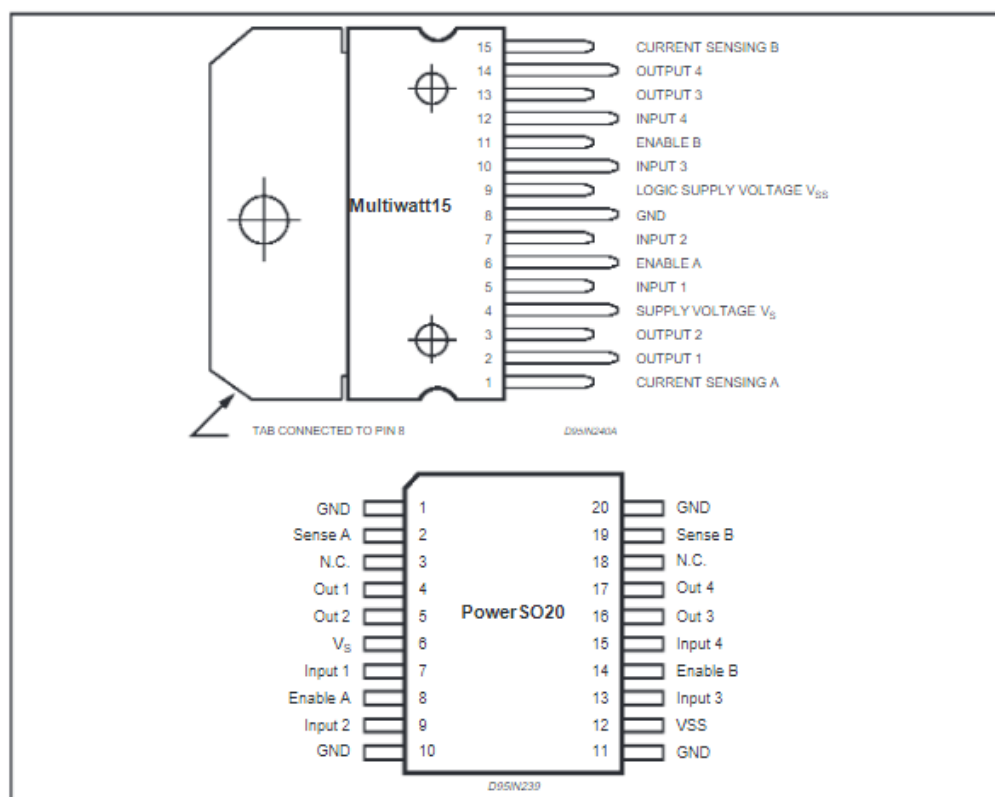 15 CURRENT SENSING B
14 OUTPUT 4
13 OUTPUT 3
12 INPUT 4
11 ENABLE B
10 INPUT 3
9 LOGIC SUPPLY VOLTAGE VSS
Multiwatt15
8 GND
7 INPUT 2
6 ENABLE A
5 INPUT 1
4 SUPPLY VOLTAGE VS
3 OUTPUT 2
2 OUTPUT 1
1 CURRENT SENSING A
TAB CONNECTED TO PIN 8
D95IN240A
GND 1 20 GND
Sense A 2 19 Sense B
N.C. 3 18 N.C.
Out 1 4 17 Out 4
Out 2 5 PowerSO20 16 Out 3
VS 6 15 Input 4
Input 1 7 14 Enable B
Enable A 8 13 Input 3
Input 2 9 12 VSS
GND 10 11 GND
D95IN239